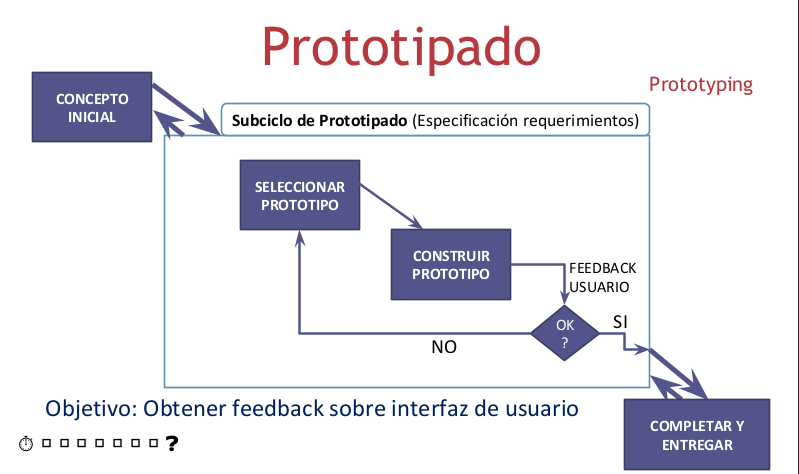 Prototipado
Prototyping
CONCEPTO
INICIAL
Subciclo de Prototipado (Especificación requerimientos)
SELECCIONAR
PROTOTIPO
CONSTRUIR
PROTOTIPO
FEEDBACK
USUARIO
OK
?
SI
NO
Objetivo: Obtener feedback sobre interfaz de usuario
COMPLETAR Y
ENTREGAR
⏱ □ □ □ □ □ □ □ ?